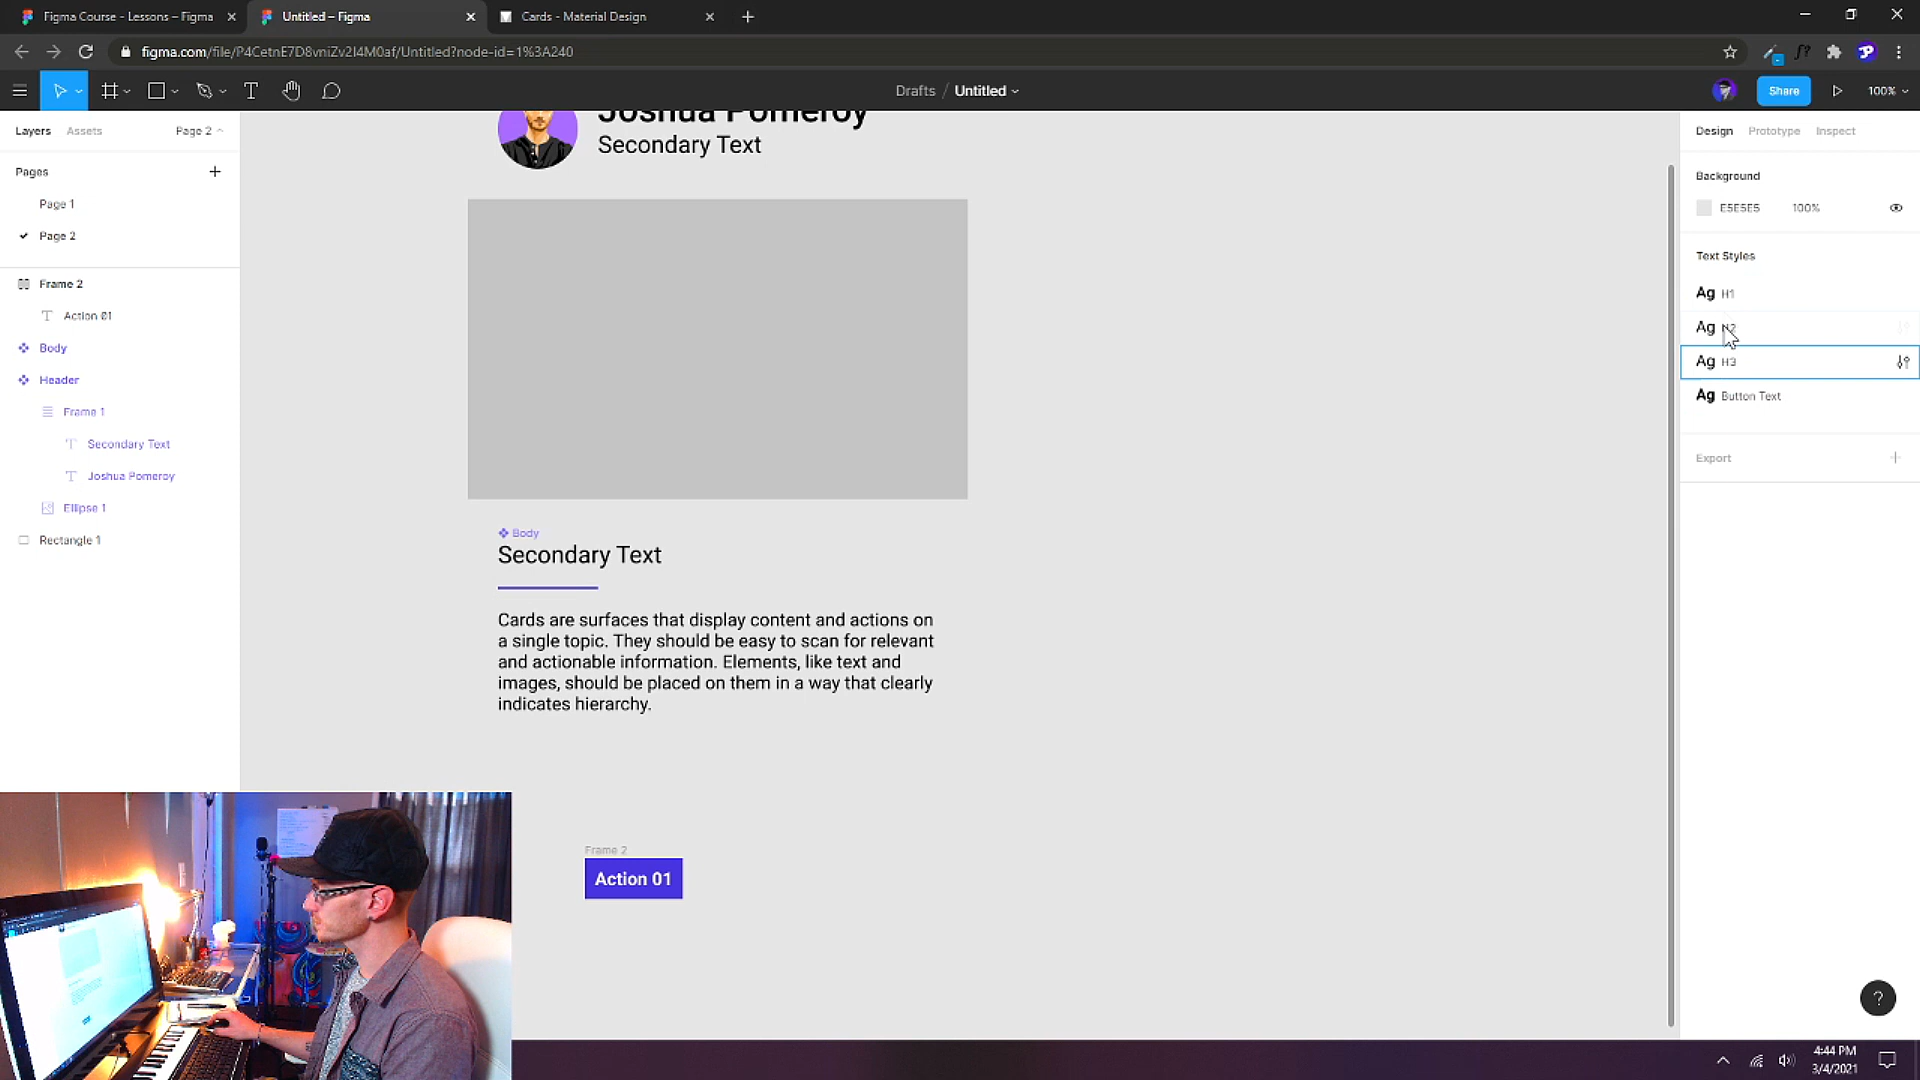 Figma Course - Lessons – Figma
Untitled – Figma
Cards - Material Design
figma.com/file/P4CetnE7D8vniZv2I4M0af/Untitled?node-id=1%3A240
Drafts / Untitled
Share
100%
Layers
Assets
Page 2
Pages
Page 1
Page 2
Frame 2
Action 01
Body
Header
Frame 1
Secondary Text
Joshua Pomeroy
Ellipse 1
Rectangle 1
Joshua Pomeroy
Secondary Text
Body
Secondary Text
Cards are surfaces that display content and actions on
a single topic. They should be easy to scan for relevant
and actionable information. Elements, like text and
images, should be placed on them in a way that clearly
indicates hierarchy.
Frame 2
Action 01
Design
Prototype
Inspect
Background
E5E5E5
100%
Text Styles
Ag H1
Ag H2
Ag H3
Ag Button Text
Export
?
4:44 PM
3/4/2021